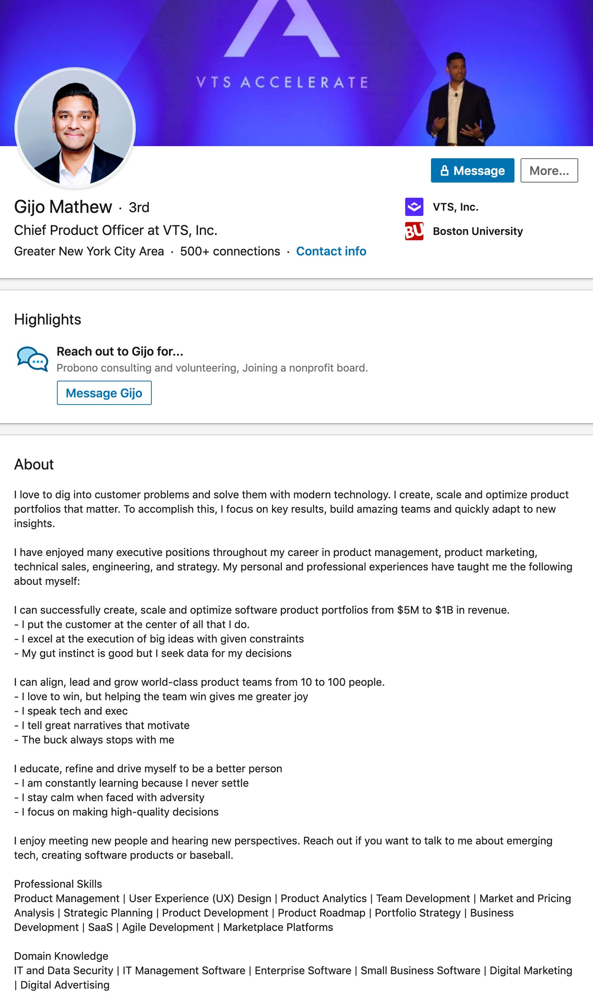 VTS ACCELERATE
Message
More...
Gijo Mathew · 3rd
Chief Product Officer at VTS, Inc.
Greater New York City Area · 500+ connections · Contact info
VTS, Inc.
BU
Boston University
Highlights
Reach out to Gijo for...
Probono consulting and volunteering, Joining a nonprofit board.
Message Gijo
About
I love to dig into customer problems and solve them with modern technology. I create, scale and optimize product
portfolios that matter. To accomplish this, I focus on key results, build amazing teams and quickly adapt to new
insights.
I have enjoyed many executive positions throughout my career in product management, product marketing,
technical sales, engineering, and strategy. My personal and professional experiences have taught me the following
about myself:
I can successfully create, scale and optimize software product portfolios from $5M to $1B in revenue.
- I put the customer at the center of all that I do.
- I excel at the execution of big ideas with given constraints
- My gut instinct is good but I seek data for my decisions
I can align, lead and grow world-class product teams from 10 to 100 people.
- I love to win, but helping the team win gives me greater joy
- I speak tech and exec
- I tell great narratives that motivate
- The buck always stops with me
I educate, refine and drive myself to be a better person
- I am constantly learning because I never settle
- I stay calm when faced with adversity
- I focus on making high-quality decisions
I enjoy meeting new people and hearing new perspectives. Reach out if you want to talk to me about emerging
tech, creating software products or baseball.
Professional Skills
Product Management | User Experience (UX) Design | Product Analytics | Team Development | Market and Pricing
Analysis | Strategic Planning | Product Development | Product Roadmap | Portfolio Strategy | Business
Development | SaaS | Agile Development | Marketplace Platforms
Domain Knowledge
IT and Data Security | IT Management Software | Enterprise Software | Small Business Software | Digital Marketing
| Digital Advertising